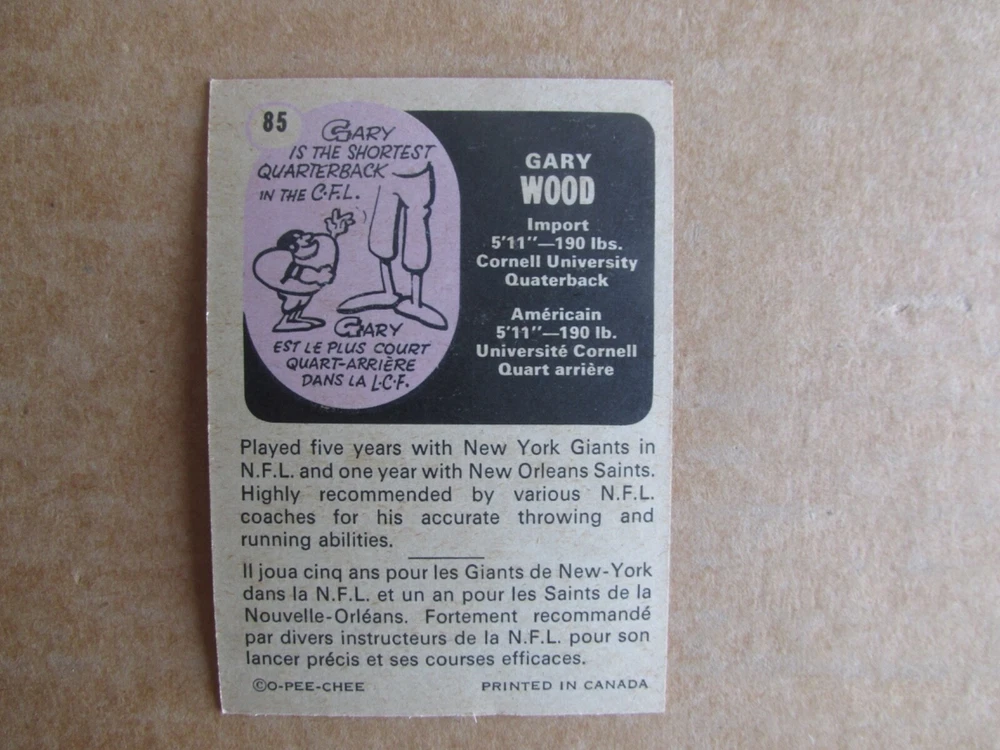 85
GARY
IS THE SHORTEST
QUARTERBACK
IN THE C.F.L.
GARY
EST LE PLUS COURT
QUART-ARRIÈRE
DANS LA L.C.F.
GARY
WOOD
Import
5'11"—190 lbs.
Cornell University
Quaterback
Américain
5'11"—190 lb.
Université Cornell
Quart arrière
Played five years with New York Giants in
N.F.L. and one year with New Orleans Saints.
Highly recommended by various N.F.L.
coaches for his accurate throwing and
running abilities.
Il joua cinq ans pour les Giants de New-York
dans la N.F.L. et un an pour les Saints de la
Nouvelle-Orléans. Fortement recommandé
par divers instructeurs de la N.F.L. pour son
lancer précis et ses courses efficaces.
©O-PEE-CHEE PRINTED IN CANADA